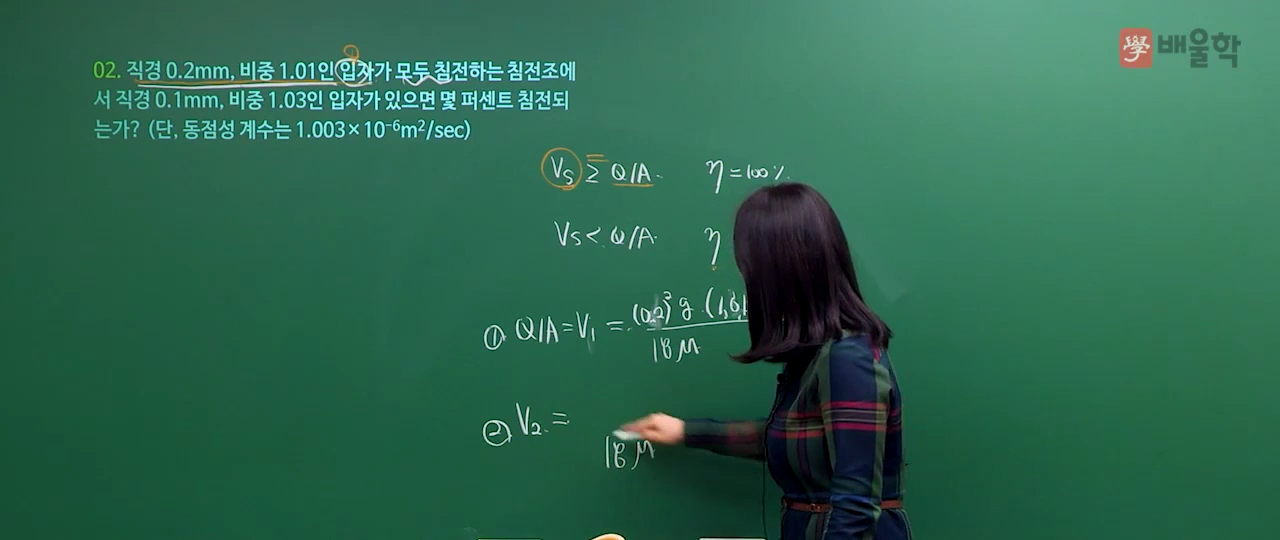 學 배울학
02. 직경 0.2mm, 비중 1.01인 입자가 모두 침전하는 침전조에
서 직경 0.1mm, 비중 1.03인 입자가 있으면 몇 퍼센트 침전되
는가? (단, 동점성 계수는 1.003×10⁻⁶m²/sec)
Vs ≥ Q/A. η = 100%.
Vs < Q/A. η
① Q/A = V₁ = (0.2)² g (1.01
18μ
② V₂ =
18μ